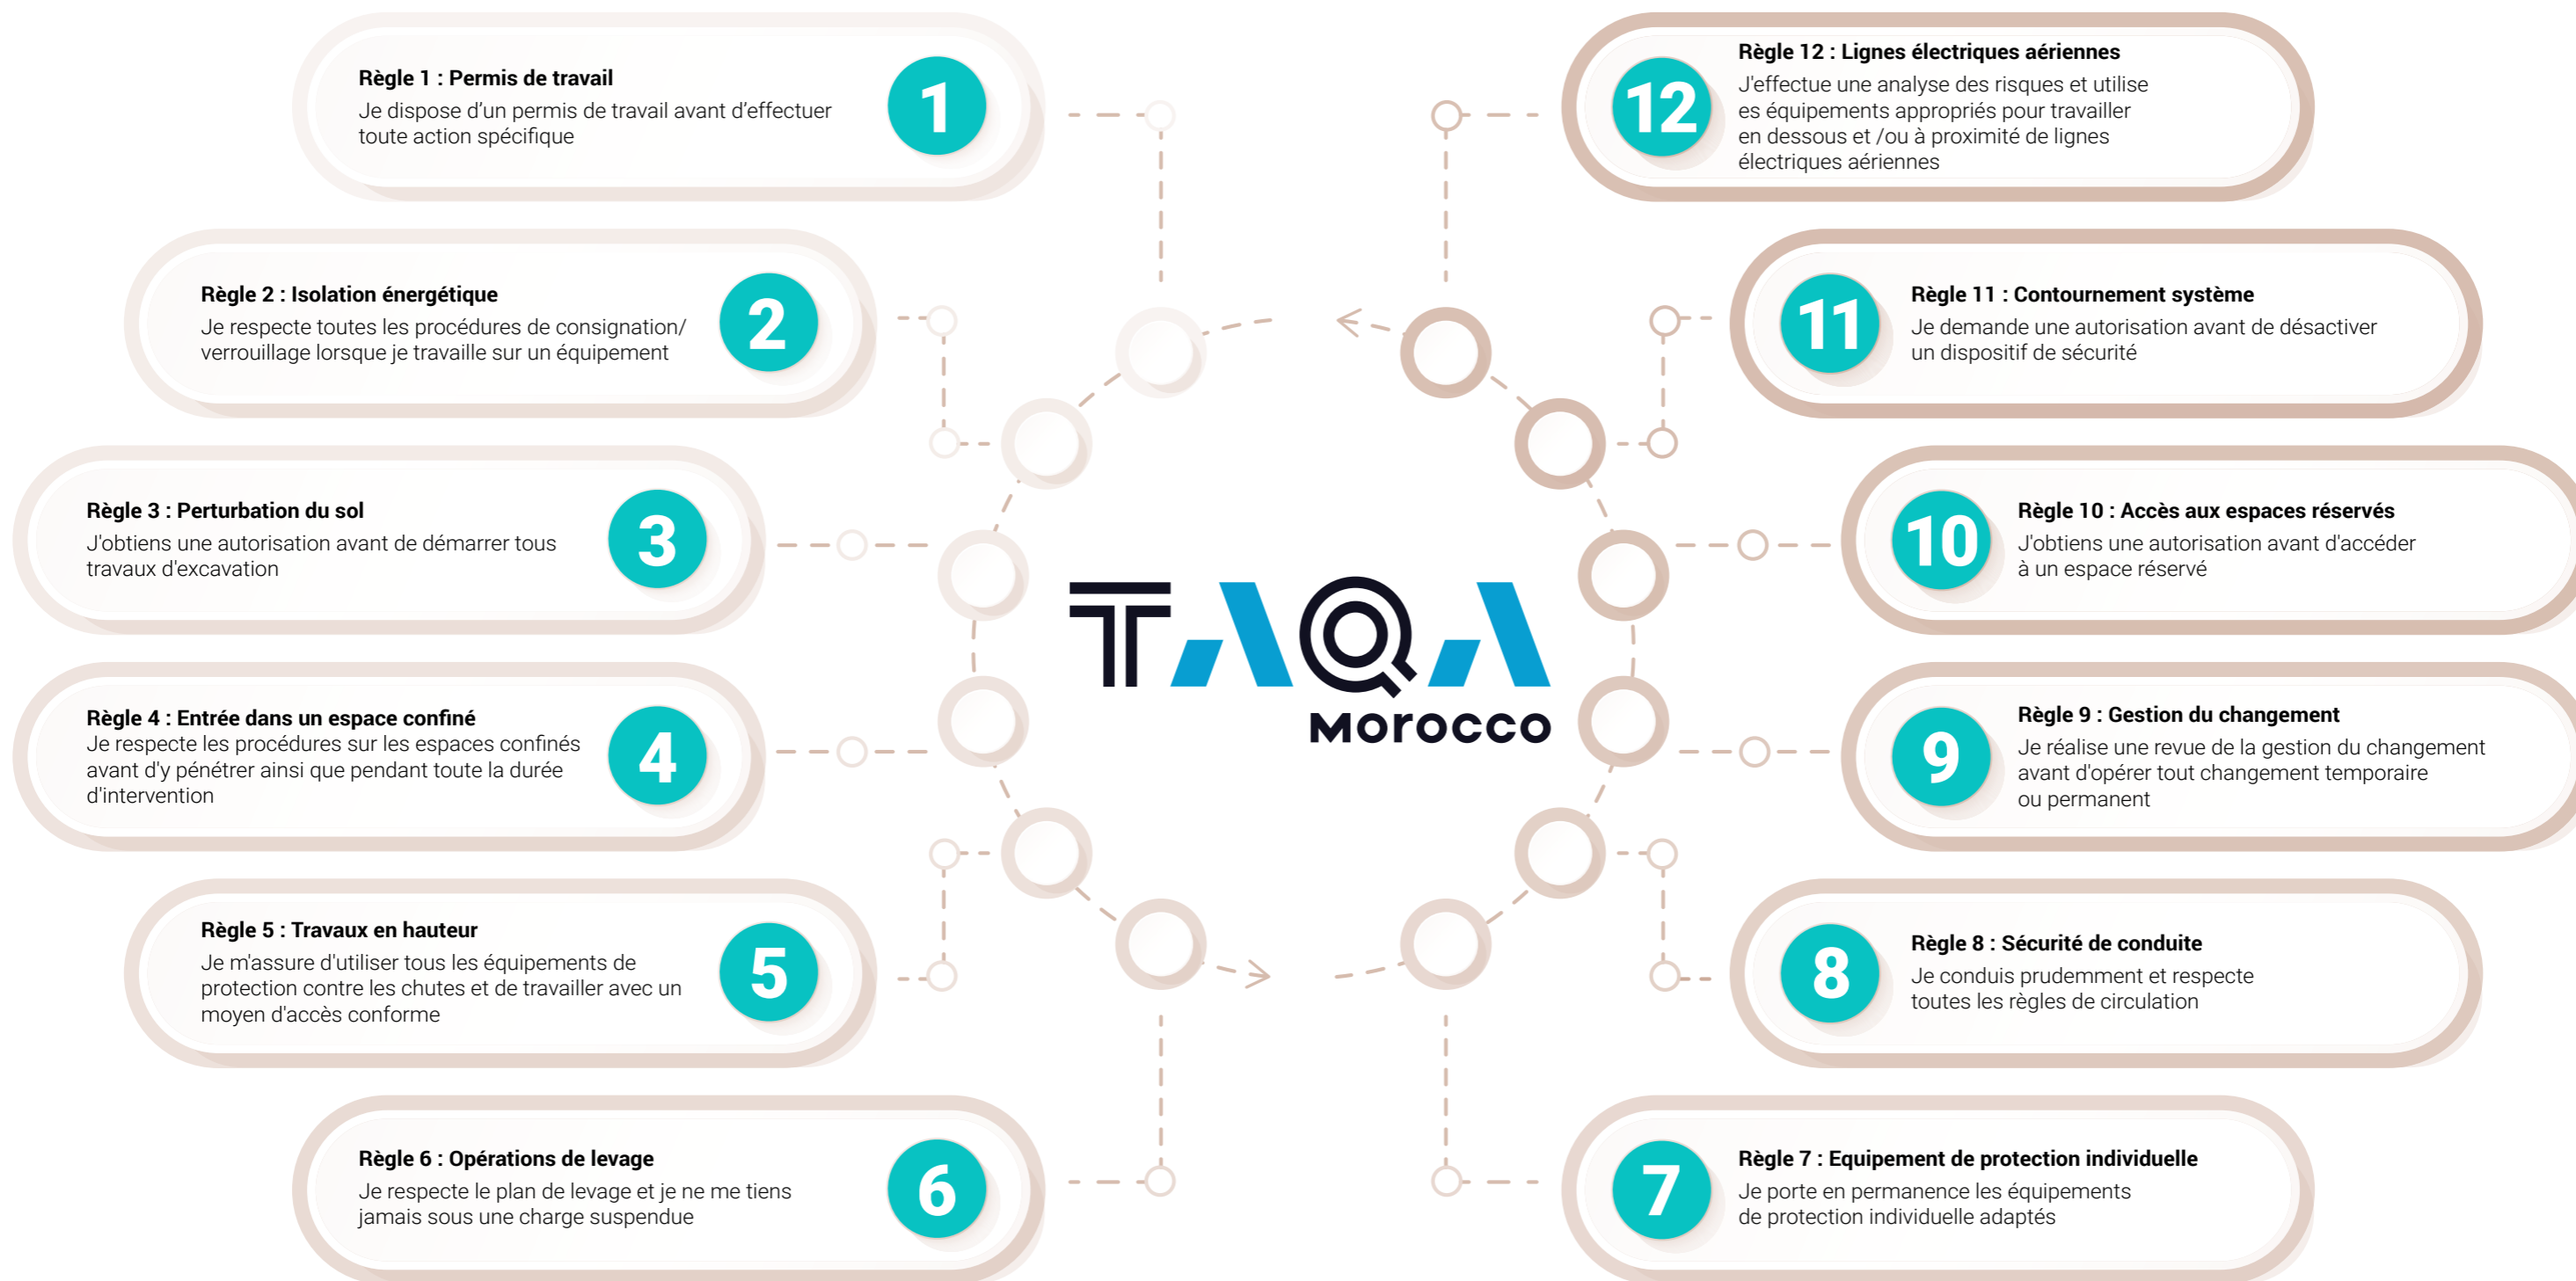 Règle 1 : Permis de travail
Je dispose d’un permis de travail avant d’effectuer
toute action spécifique
1
Règle 2 : Isolation énergétique
Je respecte toutes les procédures de consignation/
verrouillage lorsque je travaille sur un équipement
2
Règle 3 : Perturbation du sol
J'obtiens une autorisation avant de démarrer tous
travaux d'excavation
3
Règle 4 : Entrée dans un espace confiné
Je respecte les procédures sur les espaces confinés
avant d'y pénétrer ainsi que pendant toute la durée
d'intervention
4
Règle 5 : Travaux en hauteur
Je m'assure d'utiliser tous les équipements de
protection contre les chutes et de travailler avec un
moyen d'accès conforme
5
Règle 6 : Opérations de levage
Je respecte le plan de levage et je ne me tiens
jamais sous une charge suspendue
6
TAQA
Morocco
7
Règle 7 : Equipement de protection individuelle
Je porte en permanence les équipements
de protection individuelle adaptés
8
Règle 8 : Sécurité de conduite
Je conduis prudemment et respecte
toutes les règles de circulation
9
Règle 9 : Gestion du changement
Je réalise une revue de la gestion du changement
avant d'opérer tout changement temporaire
ou permanent
10
Règle 10 : Accès aux espaces réservés
J'obtiens une autorisation avant d'accéder
à un espace réservé
11
Règle 11 : Contournement système
Je demande une autorisation avant de désactiver
un dispositif de sécurité
12
Règle 12 : Lignes électriques aériennes
J'effectue une analyse des risques et utilise
es équipements appropriés pour travailler
en dessous et /ou à proximité de lignes
électriques aériennes